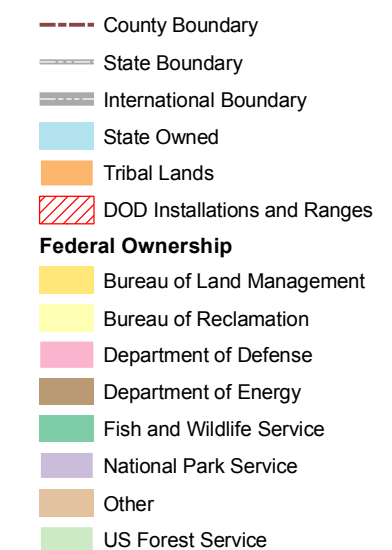 County Boundary
State Boundary
International Boundary
State Owned
Tribal Lands
DOD Installations and Ranges
Federal Ownership
Bureau of Land Management
Bureau of Reclamation
Department of Defense
Department of Energy
Fish and Wildlife Service
National Park Service
Other
US Forest Service